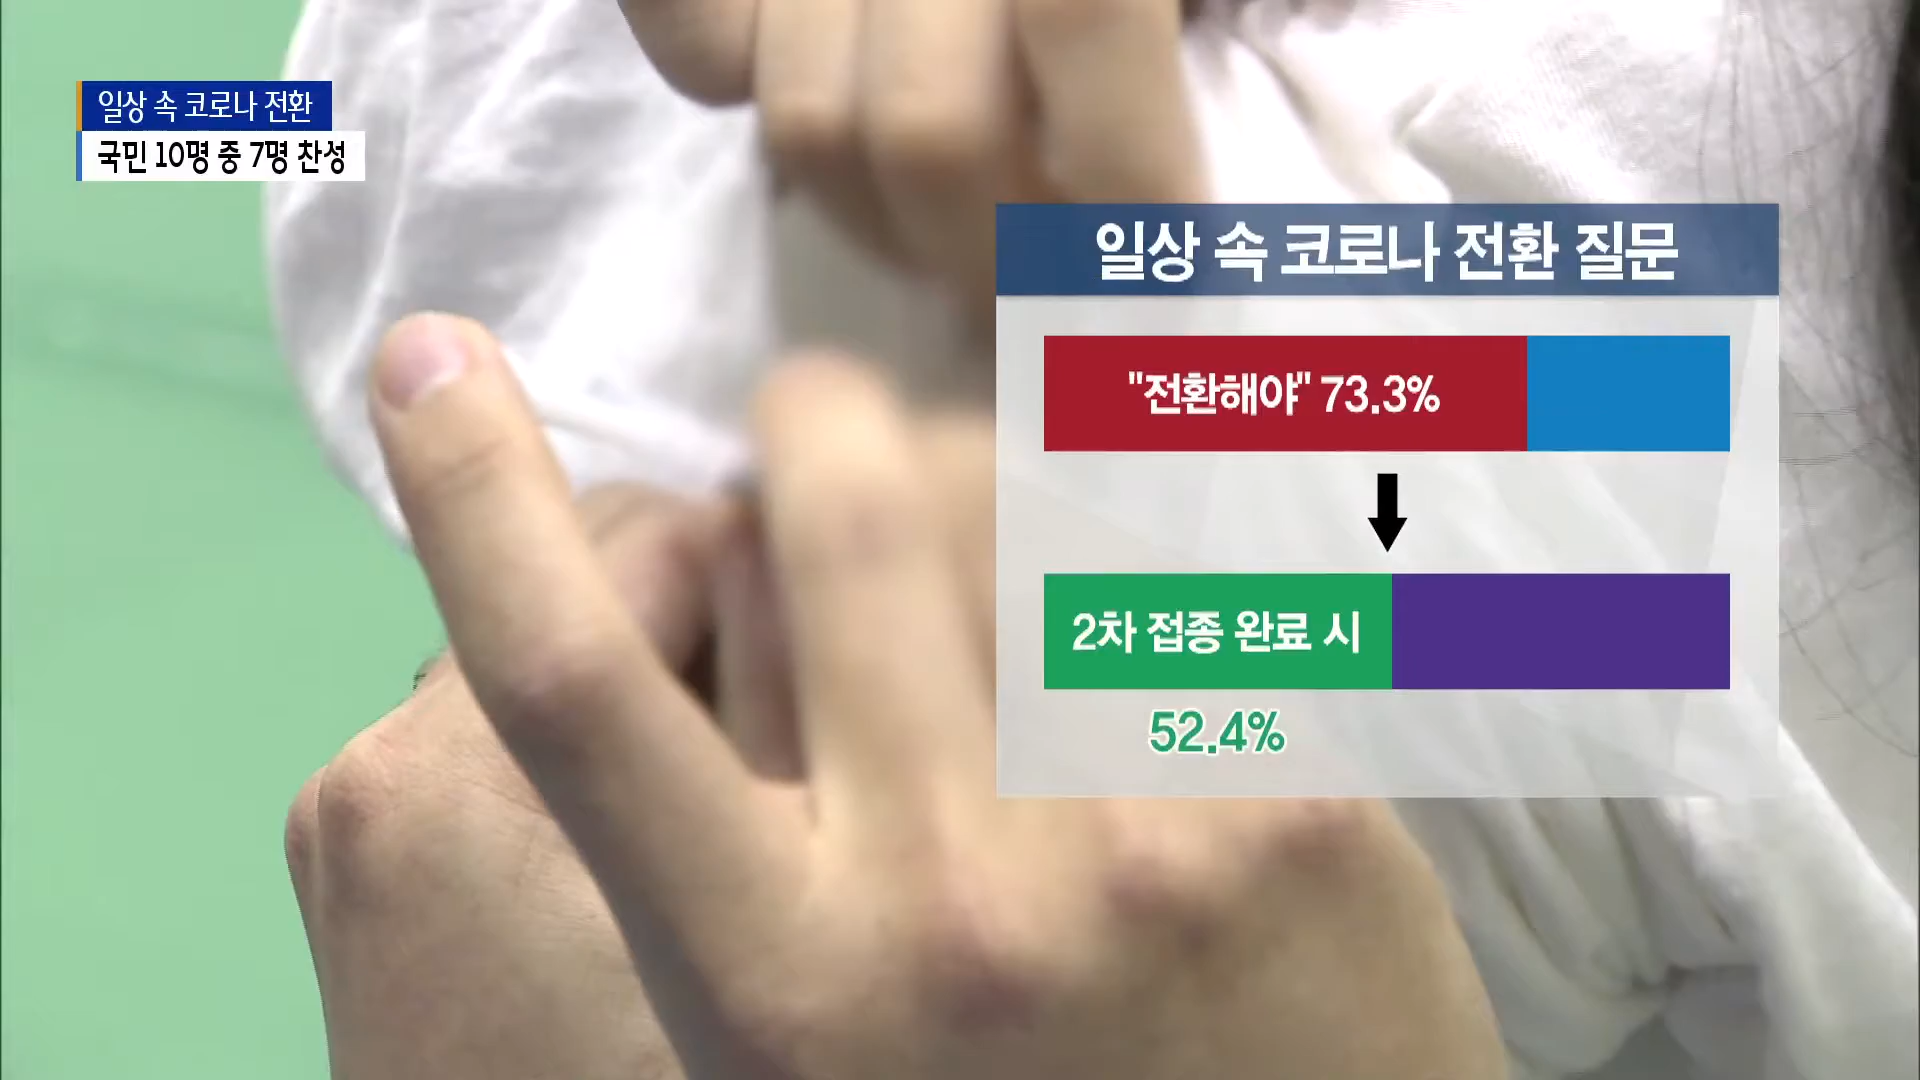 일상 속 코로나 전환
국민 10명 중 7명 찬성
일상 속 코로나 전환 질문
"전환해야" 73.3%
2차 접종 완료 시
52.4%